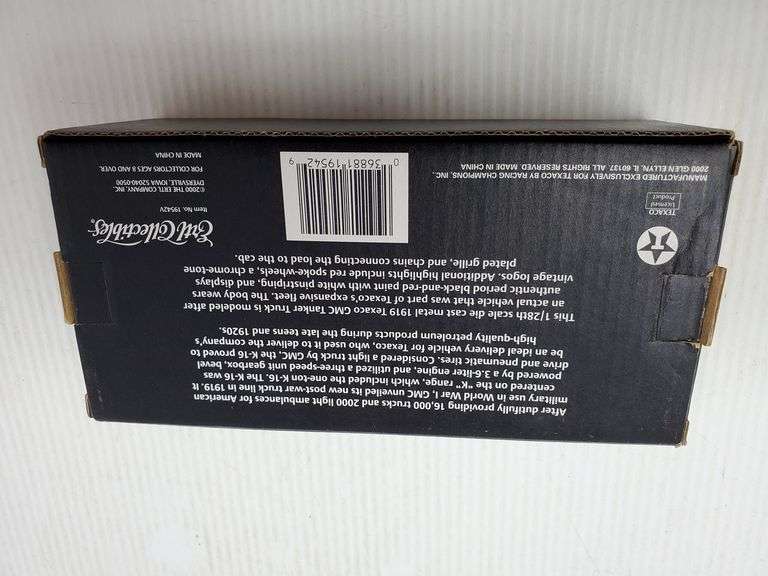 After dutifully providing 16,000 trucks and 2000 light ambulances for American
military use in World War I, GMC unveiled its new post-war truck line in 1919. It
centered on the "K" range, which included the one-ton K-16. The K-16 was
powered by a 3.6-liter engine, and utilized a three-speed unit gearbox, bevel
drive and pneumatic tires. Considered a light truck by GMC, the K-16 proved to
be an ideal delivery vehicle for Texaco, who used it to deliver the company's
high-quality petroleum products during the late teens and 1920s.
This 1/28th scale die cast metal 1919 Texaco GMC Tanker Truck is modeled after
an actual vehicle that was part of Texaco's expansive fleet. The body wears
authentic period black-and-red paint with white pinstriping, and displays
vintage logos. Additional highlights include red spoke-wheels, a chrome-tone
plated grille, and chains connecting the load to the cab.
T
TEXACO
Licensed
Product
MANUFACTURED EXCLUSIVELY FOR TEXACO BY RACING CHAMPIONS, INC.,
2000 GLEN ELLYN, IL 60137. ALL RIGHTS RESERVED. MADE IN CHINA
0 36881 19542 9
Ertl Collectibles®
Item No. 19542V
©2000 THE ERTL COMPANY, INC.
DYERSVILLE, IOWA 52040-0500
FOR COLLECTORS AGES 8 AND OVER.
MADE IN CHINA